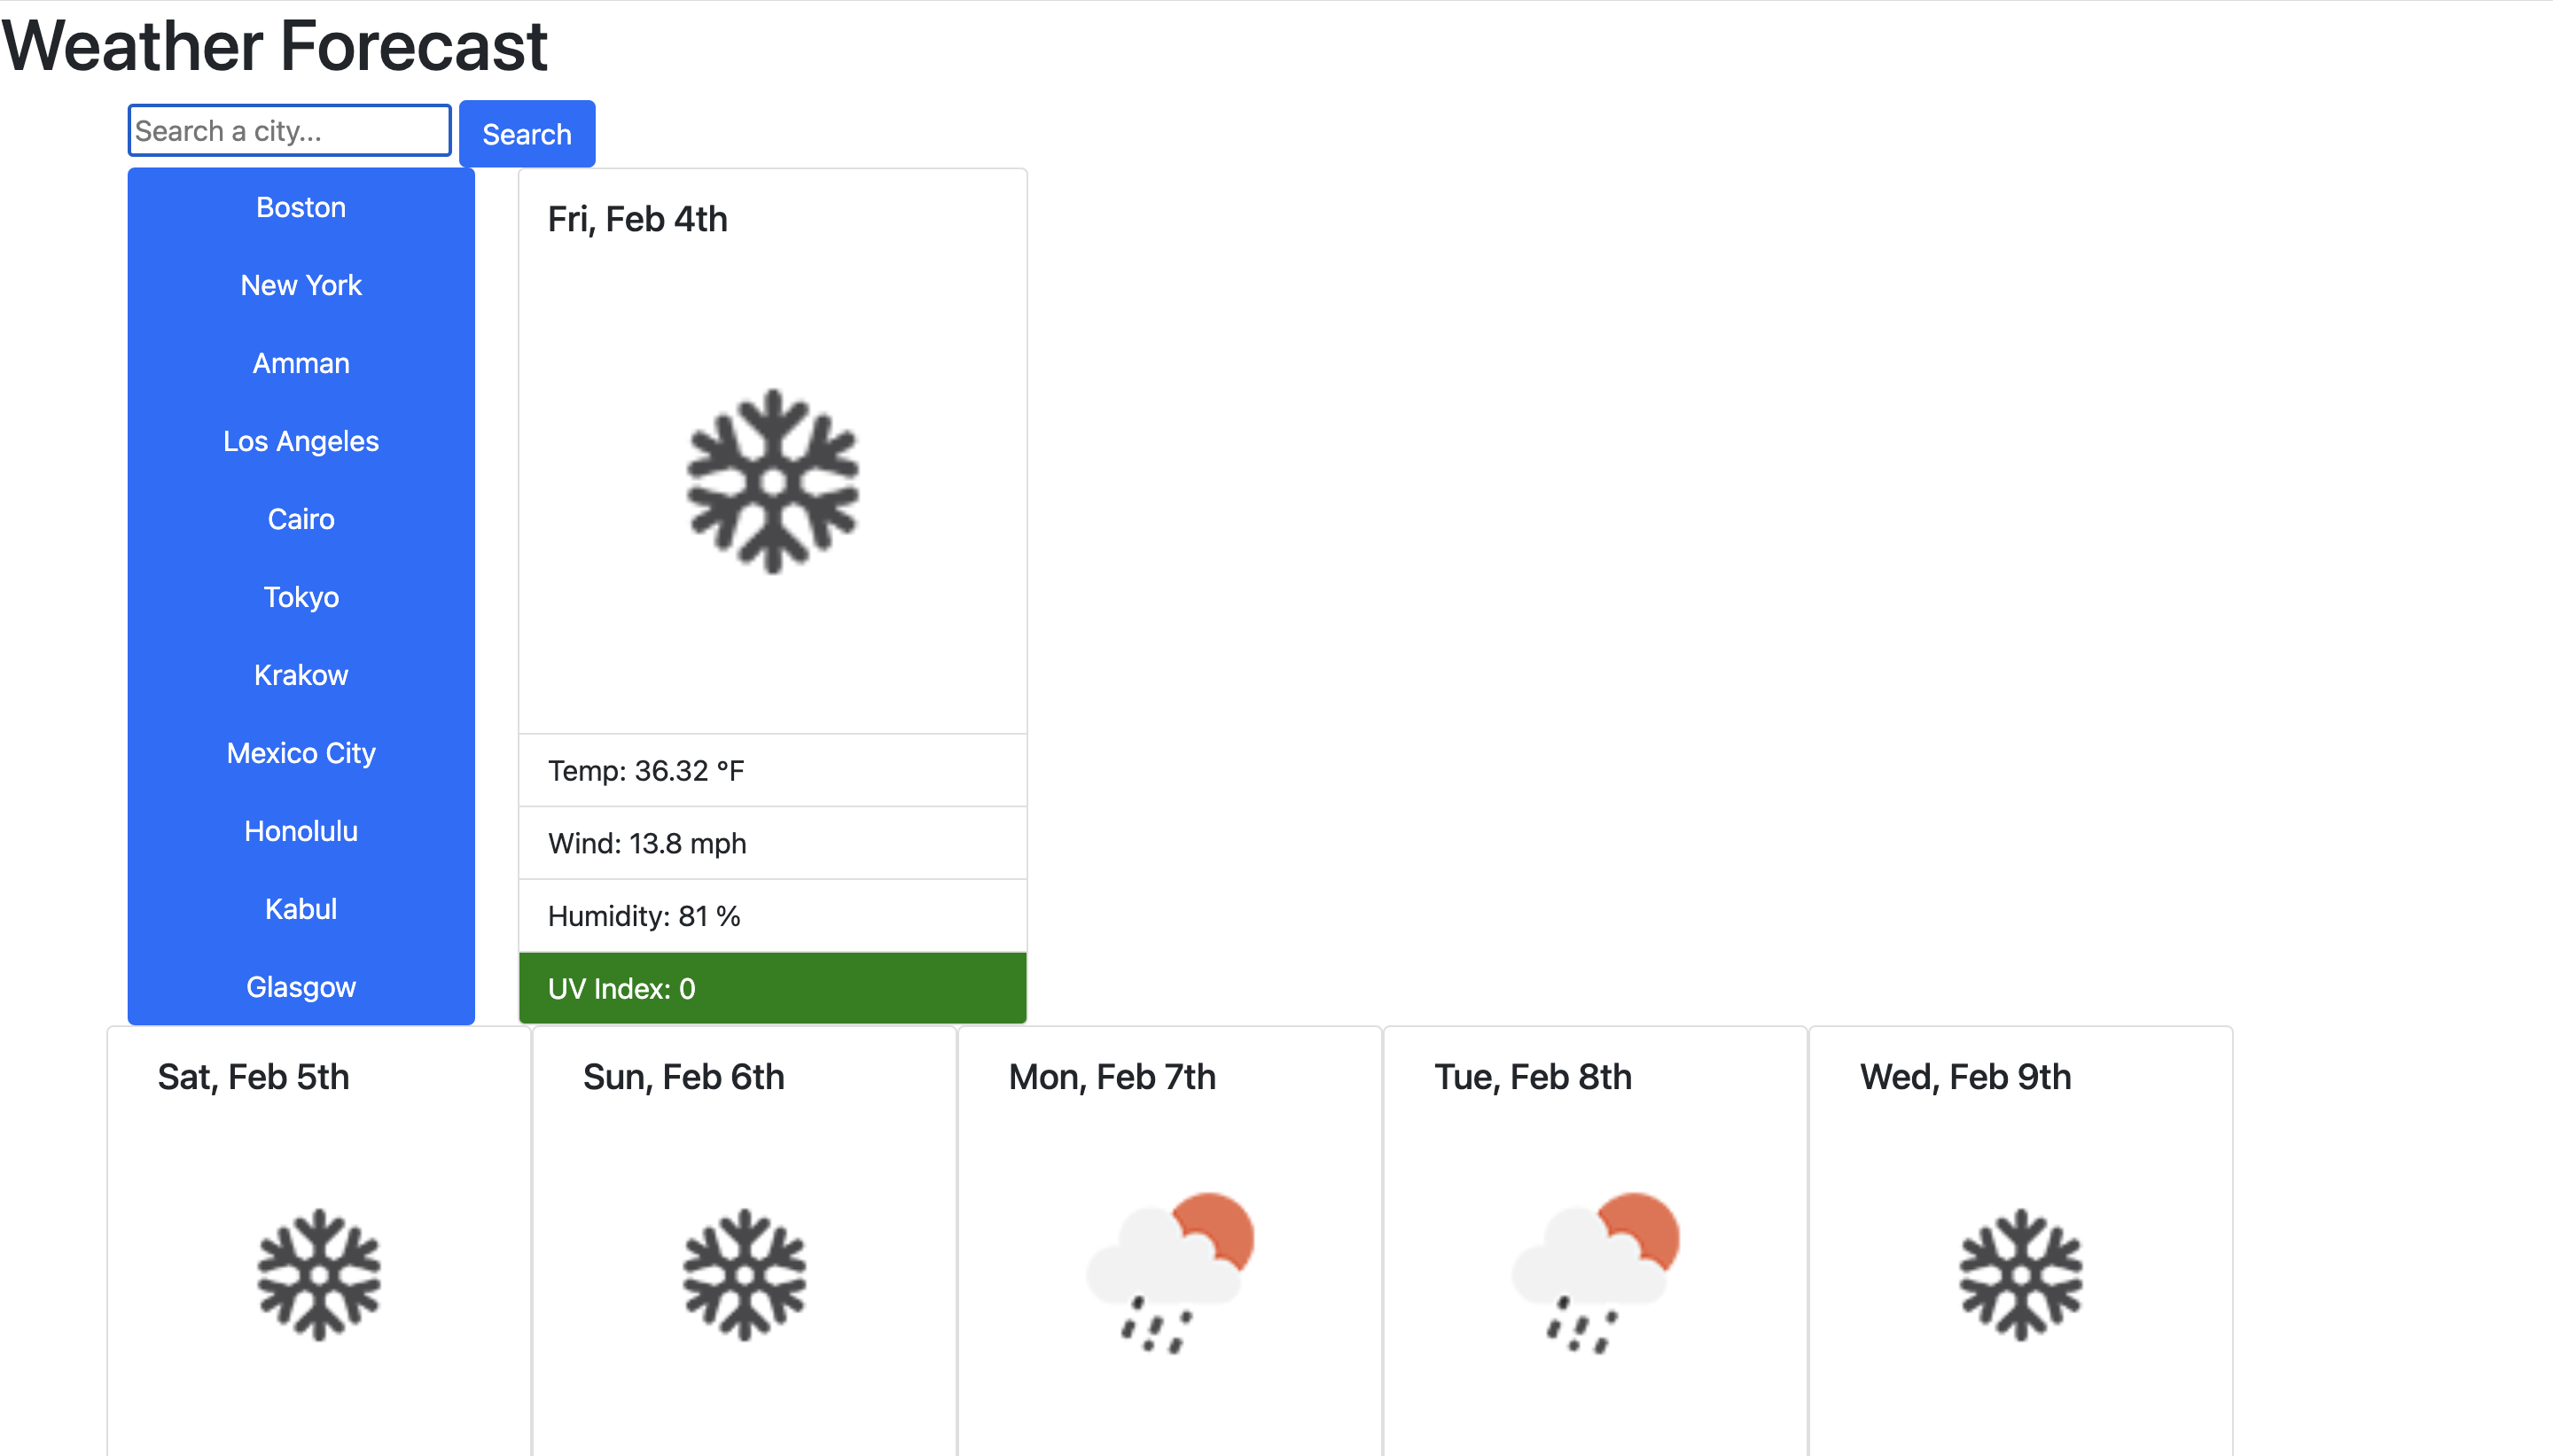 Weather Forecast
Search a city...
Search
Boston
New York
Amman
Los Angeles
Cairo
Tokyo
Krakow
Mexico City
Honolulu
Kabul
Glasgow
Fri, Feb 4th
Temp: 36.32 °F
Wind: 13.8 mph
Humidity: 81 %
UV Index: 0
Sat, Feb 5th
Sun, Feb 6th
Mon, Feb 7th
Tue, Feb 8th
Wed, Feb 9th